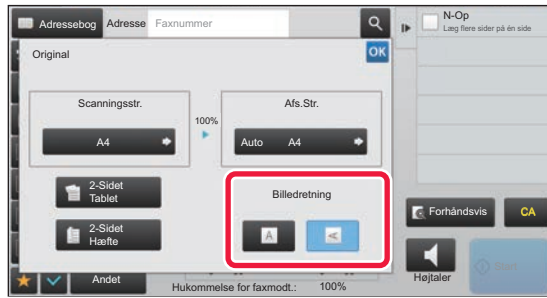 Adressebog Adresse Faxnummer
N-Op
Læg flere sider på én side
Original
OK
Scanningsstr.
100%
Afs.Str.
A4
Auto A4
2-Sidet
Tablet
Billedretning
2-Sidet
Hæfte
A
A
Forhåndsvis
CA
Højtaler
Start
Andet
Hukommelse for faxmodt.: 100%